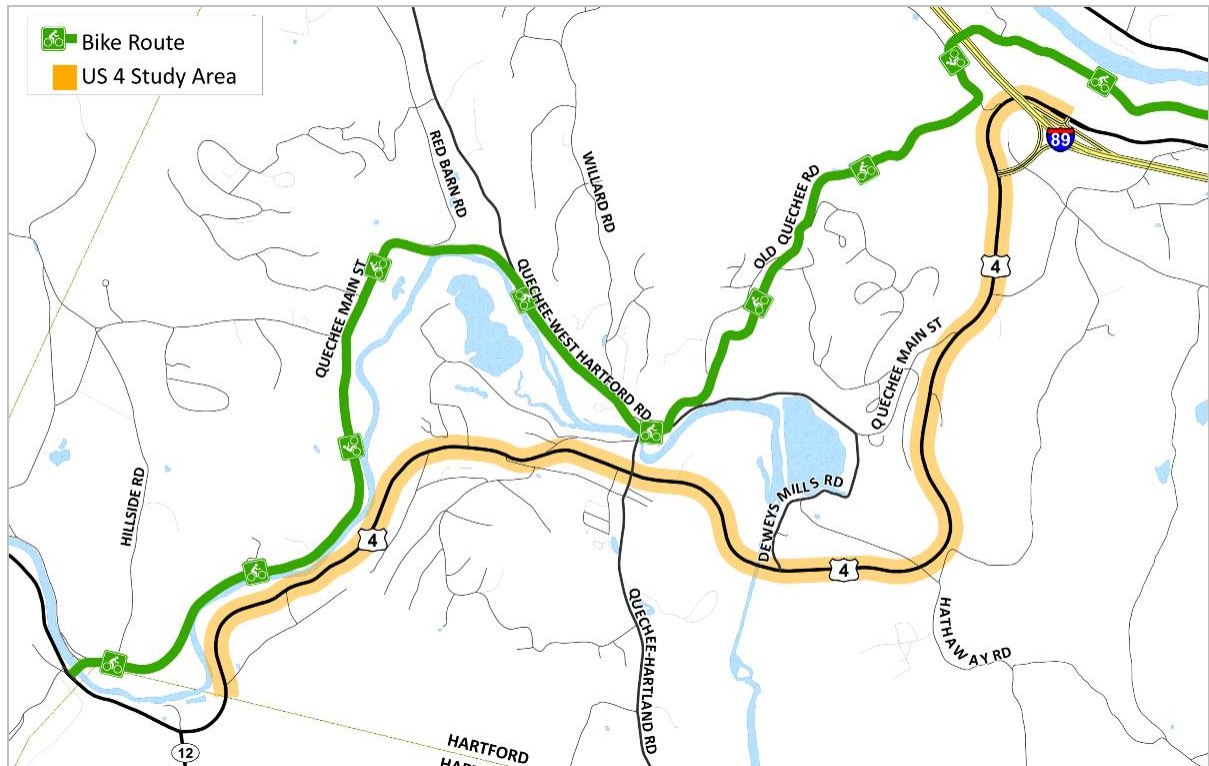 Bike Route
US 4 Study Area
89
RED BARN RD
WILLARD RD
OLD QUECHEE RD
4
QUECHEE MAIN ST
QUECHEE-WEST HARTFORD RD
QUECHEE MAIN ST
HILLSIDE RD
DEWEYS MILLS RD
4
4
QUECHEE-HARTLAND RD
HATHAWAY RD
12
HARTFORD